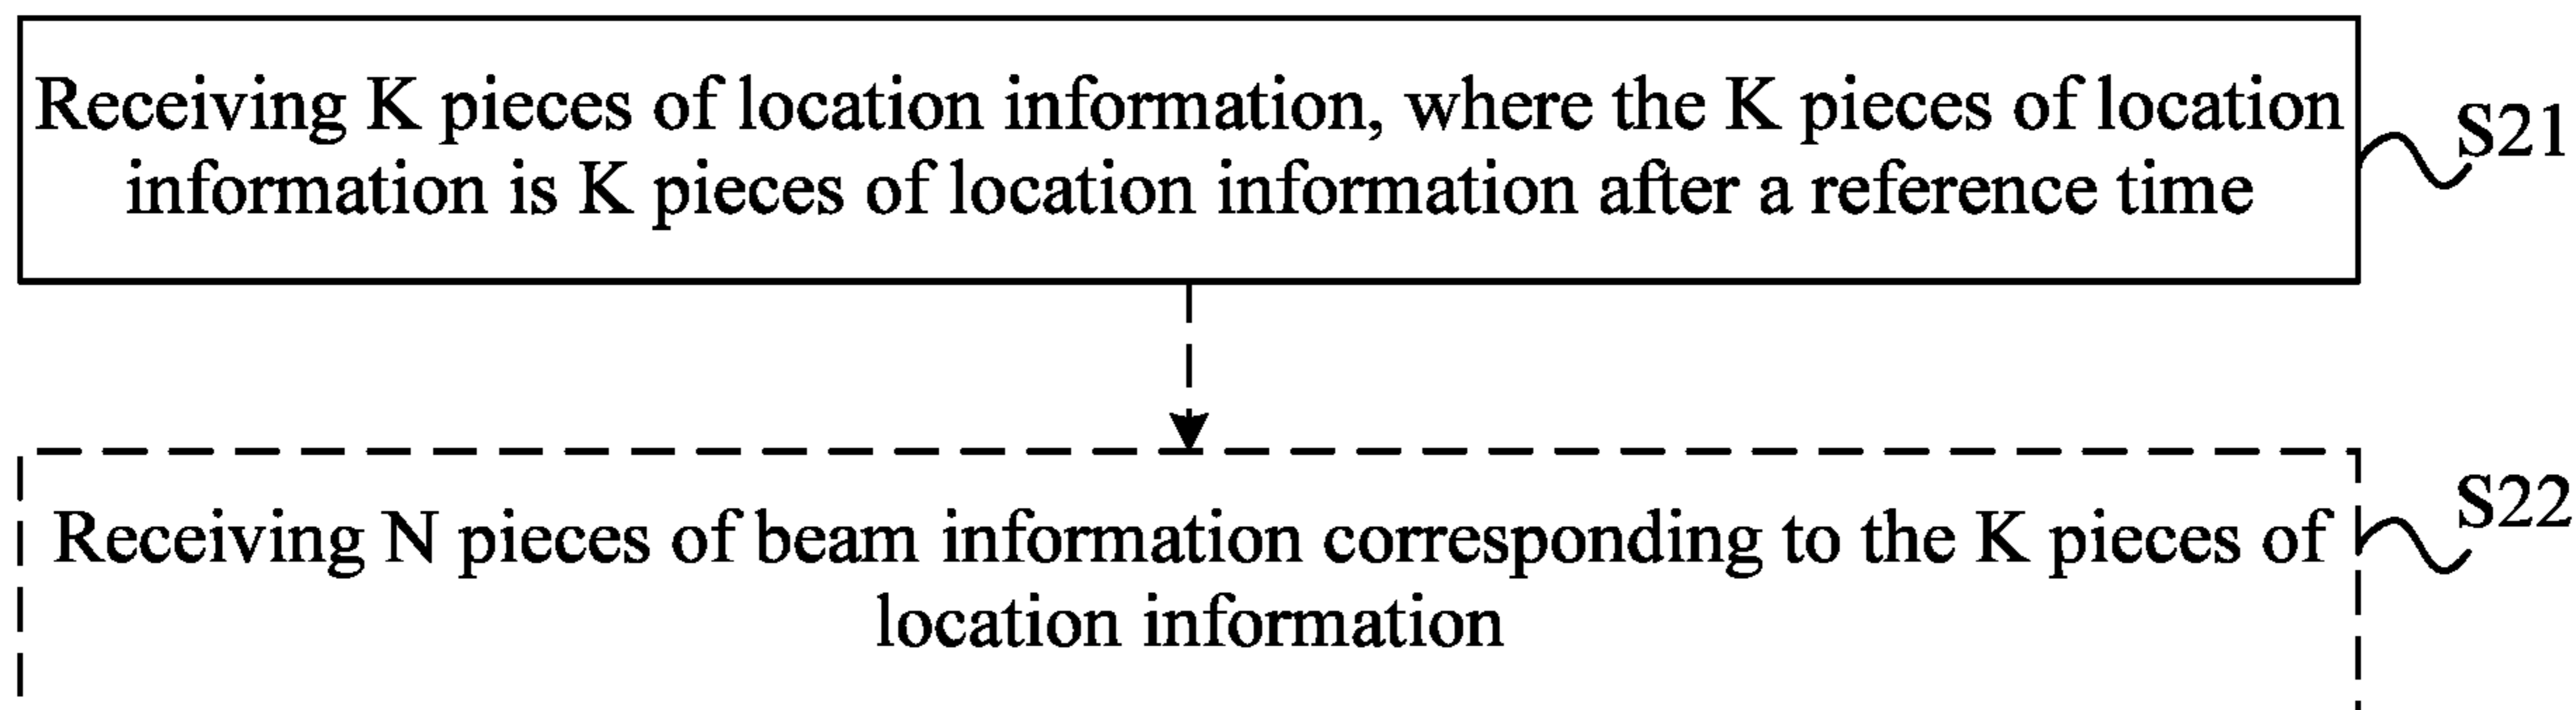 Receiving K pieces of location information, where the K pieces of location
information is K pieces of location information after a reference time
S21
Receiving N pieces of beam information corresponding to the K pieces of
location information
S22